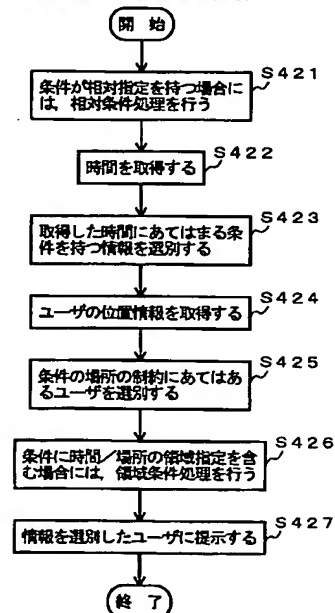 開 始
S421
条件が相対指定を持つ場合に
は、相対条件処理を行う
S422
時間を取得する
S423
取得した時間にあてはまる条
件を持つ情報を選別する
S424
ユーザの位置情報を取得する
S425
条件の場所の制約にあてはあ
るユーザを選別する
S426
条件に時間/場所の領域指定を含
む場合には、領域条件処理を行う
S427
情報を選別したユーザに提示する
終 了